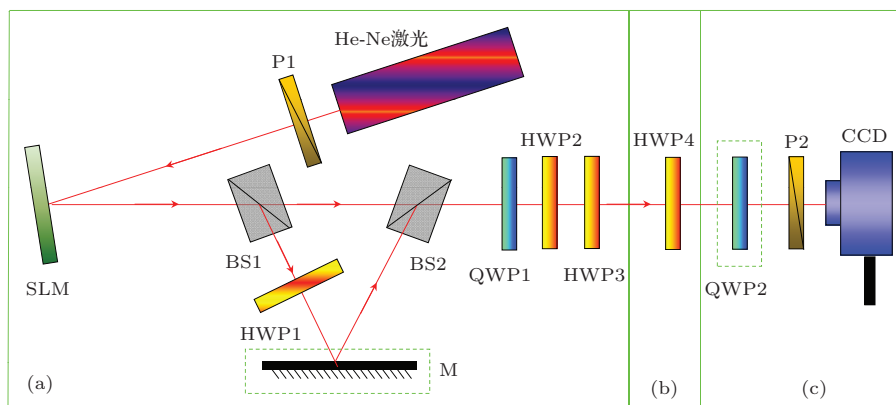 He-Ne激光
P1
HWP2
HWP4
P2
CCD
BS1
BS2
QWP1
HWP3
QWP2
SLM
HWP1
M
(a)
(b)
(c)